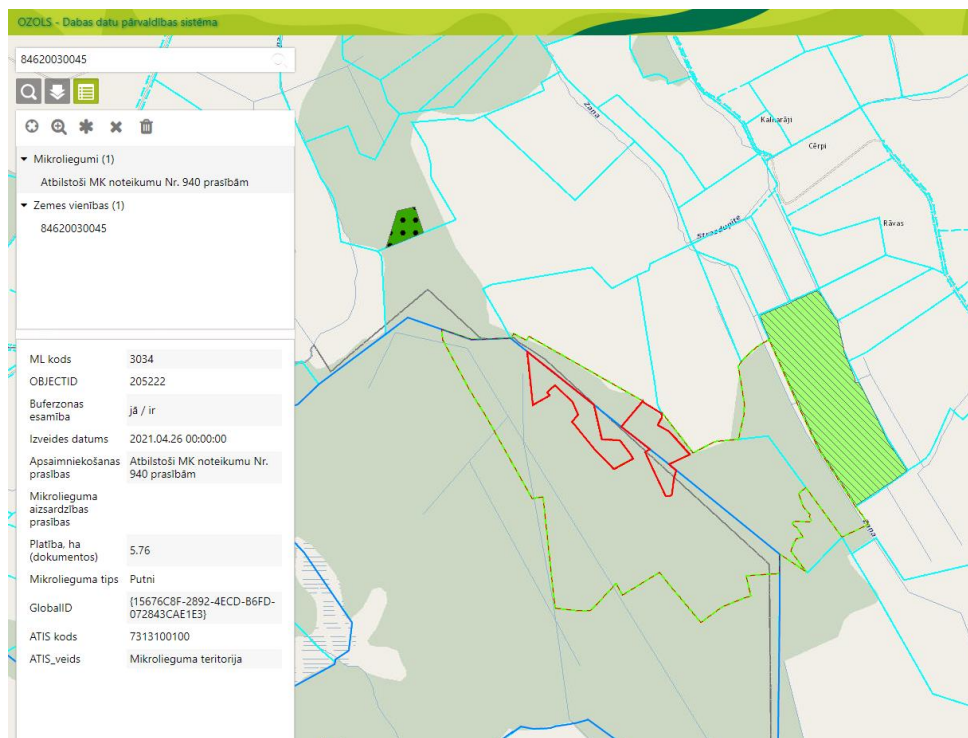 OZOLS - Dabas datu pārvaldības sistēma
84620030045
Mikroliegumi (1)
Atbilstoši MK noteikumu Nr. 940 prasībām
Zemes vienības (1)
84620030045
ML kods 3034
OBJECTID 205222
Buferzonas
esamība
jā / ir
Izveides datums 2021.04.26 00:00:00
Apsaimniekošanas
prasības
Atbilstoši MK noteikumu Nr.
940 prasībām
Mikrolieguma
aizsardzības
prasības
Platība, ha
(dokumentos)
5.76
Mikrolieguma tips Putni
GlobalID
{15676C8F-2892-4ECD-B6FD-
072843CAE1E3}
ATIS kods 7313100100
ATIS_veids Mikrolieguma teritorija
Zaņa
Kalnarāji
Cērpi
Rāvas
Strazdupīte
Zaņa